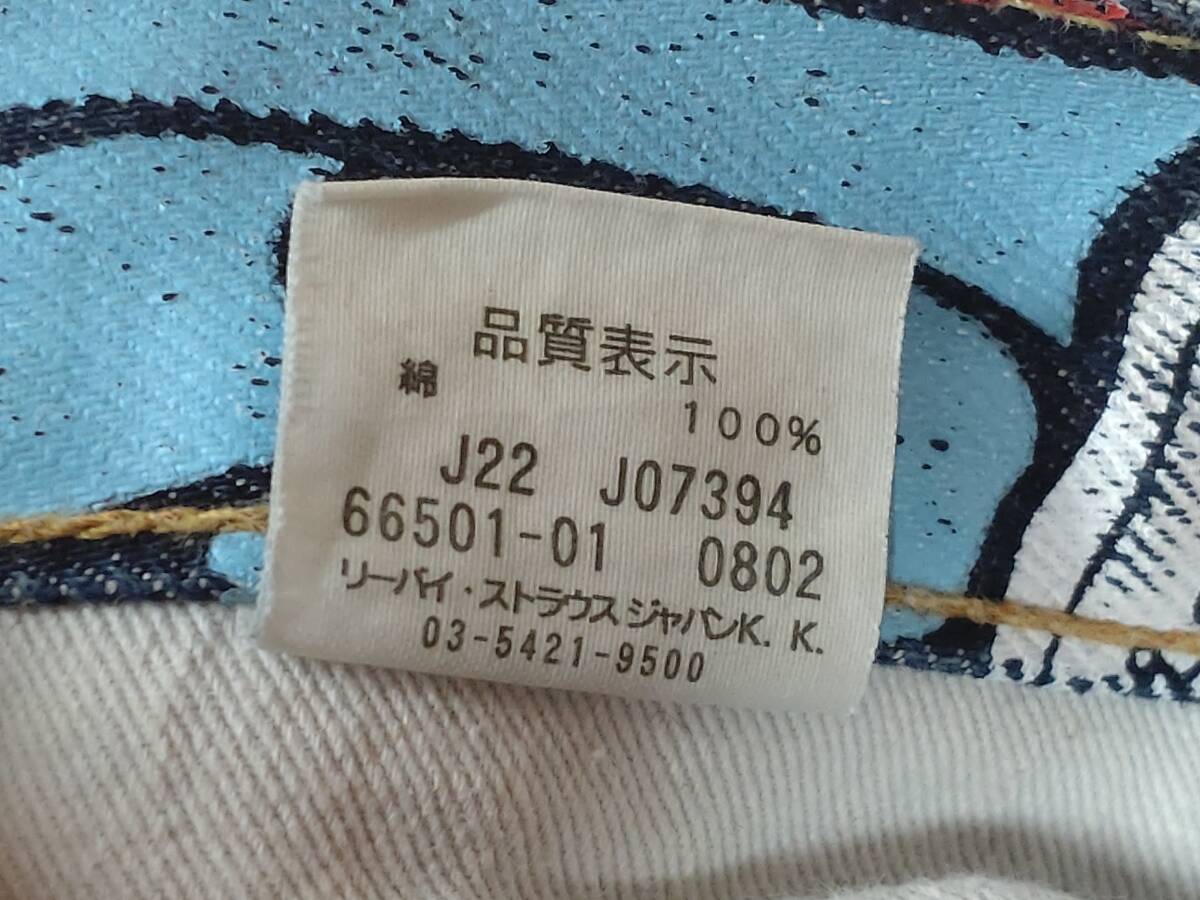 品質表示
綿
100%
J22 J07394
66501-01 0802
リーバイ・ストラウス ジャパンK. K.
03-5421-9500